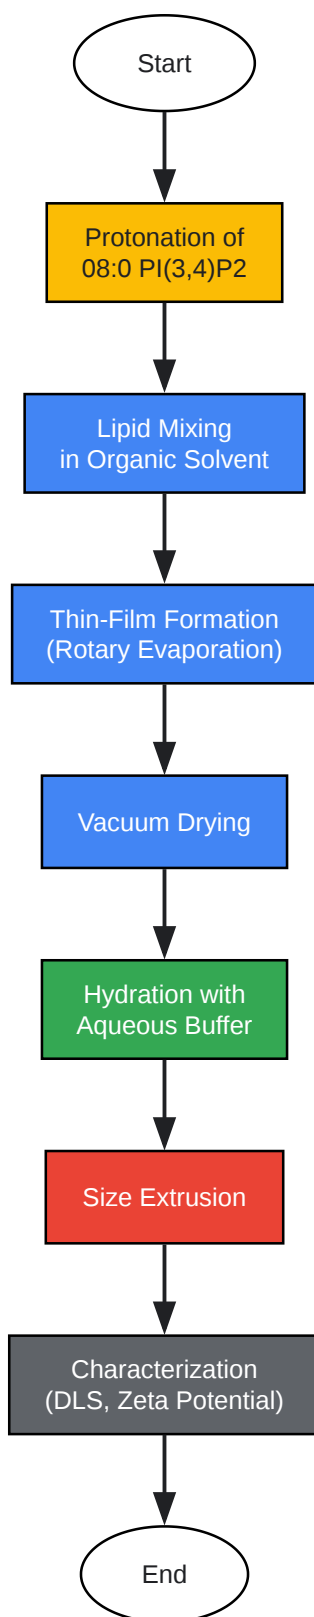 Start
Protonation of
08:0 PI(3,4)P2
Lipid Mixing
in Organic Solvent
Thin-Film Formation
(Rotary Evaporation)
Vacuum Drying
Hydration with
Aqueous Buffer
Size Extrusion
Characterization
(DLS, Zeta Potential)
End